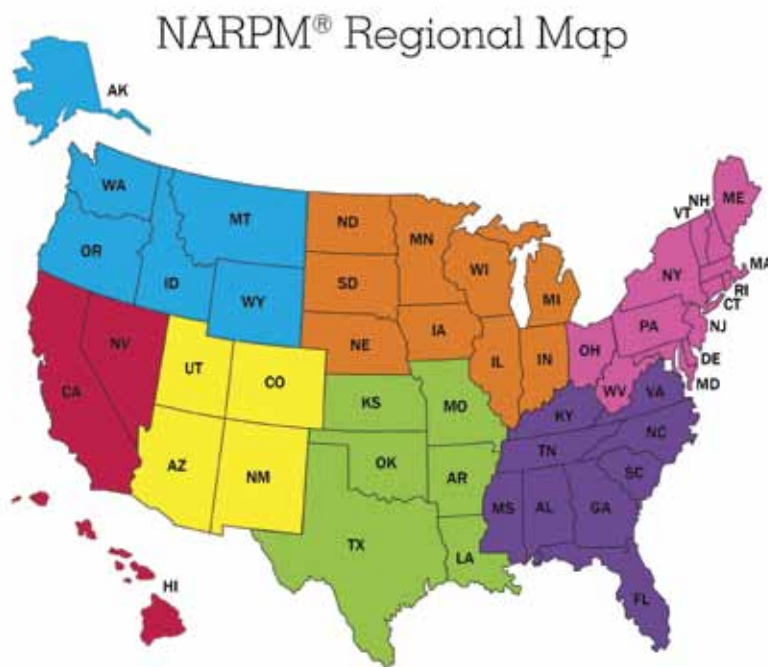 NARPM® Regional Map
AK
WA
MT
ND
MN
OR
ID
WY
SD
WI
MI
VT
NH
ME
NY
MA
RI
CT
NV
CA
UT
CO
NE
IA
IL
IN
OH
PA
NJ
DE
MD
WV
VA
KS
MO
KY
AZ
NM
OK
AR
TN
NC
SC
TX
LA
MS
AL
GA
FL
HI